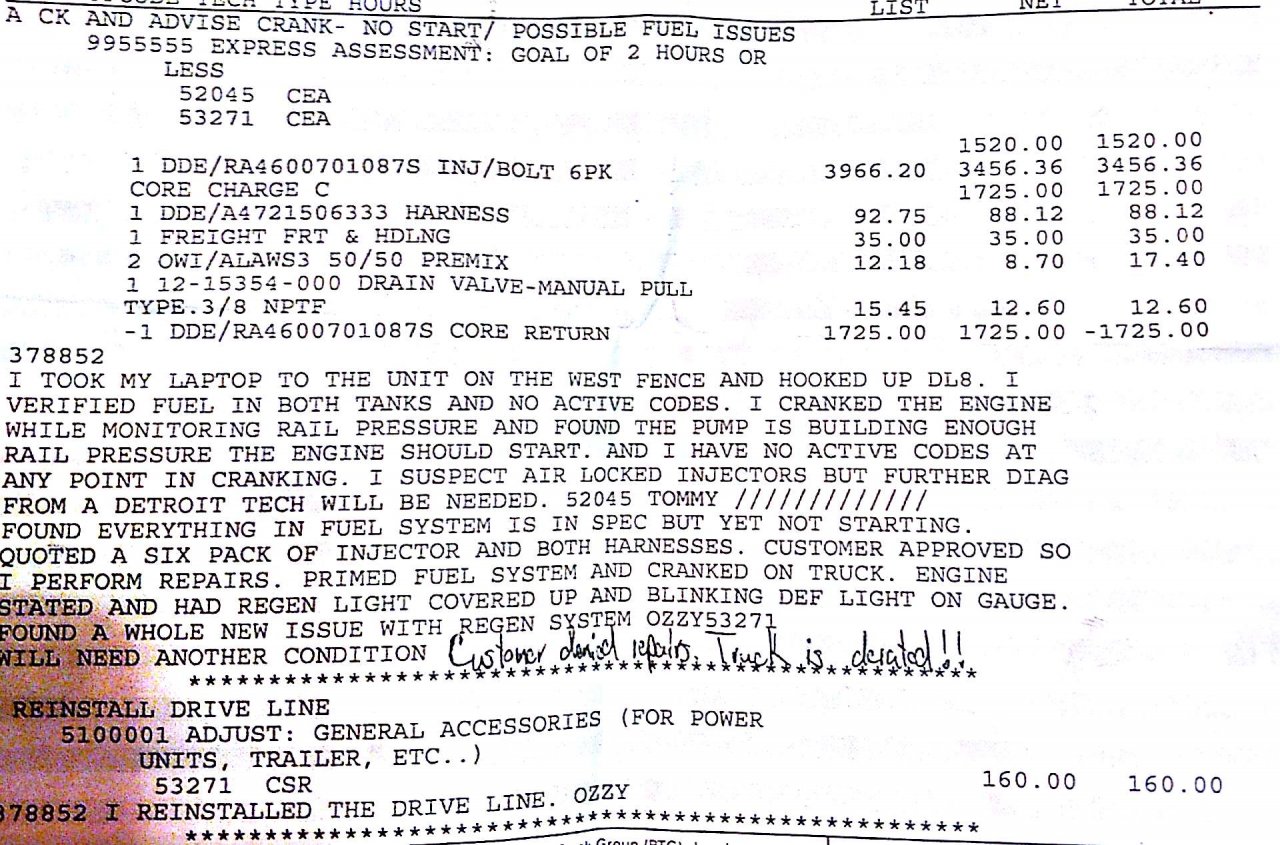 TECH TYPE HOURS LIST NET TOTAL
A CK AND ADVISE CRANK- NO START/ POSSIBLE FUEL ISSUES
9955555 EXPRESS ASSESSMENT: GOAL OF 2 HOURS OR
LESS
52045 CEA
53271 CEA
1520.00 1520.00
1 DDE/RA4600701087S INJ/BOLT 6PK 3966.20 3456.36 3456.36
CORE CHARGE C 1725.00 1725.00
1 DDE/A4721506333 HARNESS 92.75 88.12 88.12
1 FREIGHT FRT & HDLNG 35.00 35.00 35.00
2 OWI/ALAWS3 50/50 PREMIX 12.18 8.70 17.40
1 12-15354-000 DRAIN VALVE-MANUAL PULL
TYPE.3/8 NPTF 15.45 12.60 12.60
-1 DDE/RA4600701087S CORE RETURN 1725.00 1725.00 -1725.00
378852
I TOOK MY LAPTOP TO THE UNIT ON THE WEST FENCE AND HOOKED UP DL8. I
VERIFIED FUEL IN BOTH TANKS AND NO ACTIVE CODES. I CRANKED THE ENGINE
WHILE MONITORING RAIL PRESSURE AND FOUND THE PUMP IS BUILDING ENOUGH
RAIL PRESSURE THE ENGINE SHOULD START. AND I HAVE NO ACTIVE CODES AT
ANY POINT IN CRANKING. I SUSPECT AIR LOCKED INJECTORS BUT FURTHER DIAG
FROM A DETROIT TECH WILL BE NEEDED. 52045 TOMMY /////////////
FOUND EVERYTHING IN FUEL SYSTEM IS IN SPEC BUT YET NOT STARTING.
QUOTED A SIX PACK OF INJECTOR AND BOTH HARNESSES. CUSTOMER APPROVED SO
I PERFORM REPAIRS. PRIMED FUEL SYSTEM AND CRANKED ON TRUCK. ENGINE
STATED AND HAD REGEN LIGHT COVERED UP AND BLINKING DEF LIGHT ON GAUGE.
FOUND A WHOLE NEW ISSUE WITH REGEN SYSTEM OZZY53271
WILL NEED ANOTHER CONDITION Customer denied repairs. Truck is derated!!
*****************************************************
REINSTALL DRIVE LINE
5100001 ADJUST: GENERAL ACCESSORIES (FOR POWER
UNITS, TRAILER, ETC..)
53271 CSR 160.00 160.00
378852 I REINSTALLED THE DRIVE LINE. OZZY
*****************************************************
Group